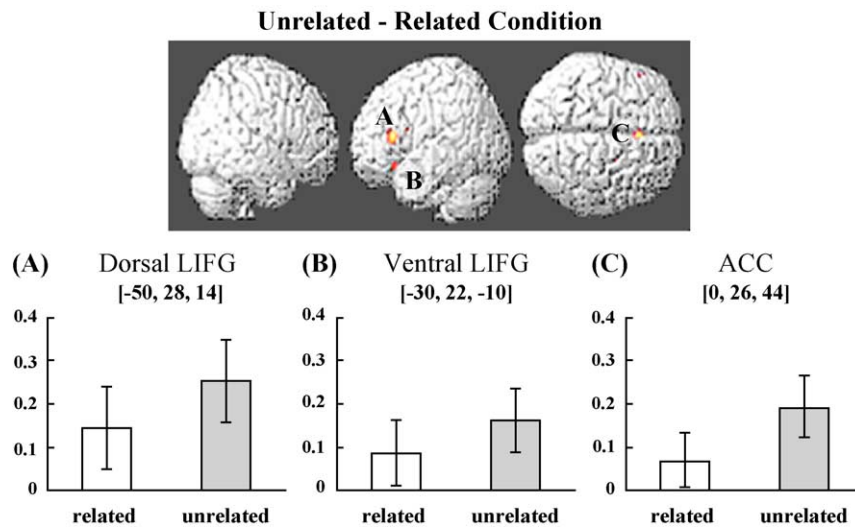 Unrelated - Related Condition
A
B
C
(A) Dorsal LIFG
[-50, 28, 14]
0.4
0.3
0.2
0.1
0
related unrelated
(B) Ventral LIFG
[-30, 22, -10]
0.4
0.3
0.2
0.1
0
related unrelated
(C) ACC
[0, 26, 44]
0.4
0.3
0.2
0.1
0
related unrelated